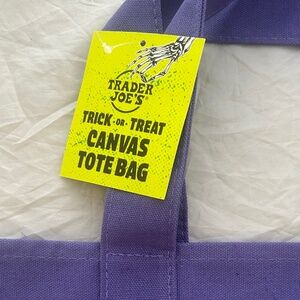 TRADER
JOE'S
TRICK -OR- TREAT
CANVAS
TOTE BAG